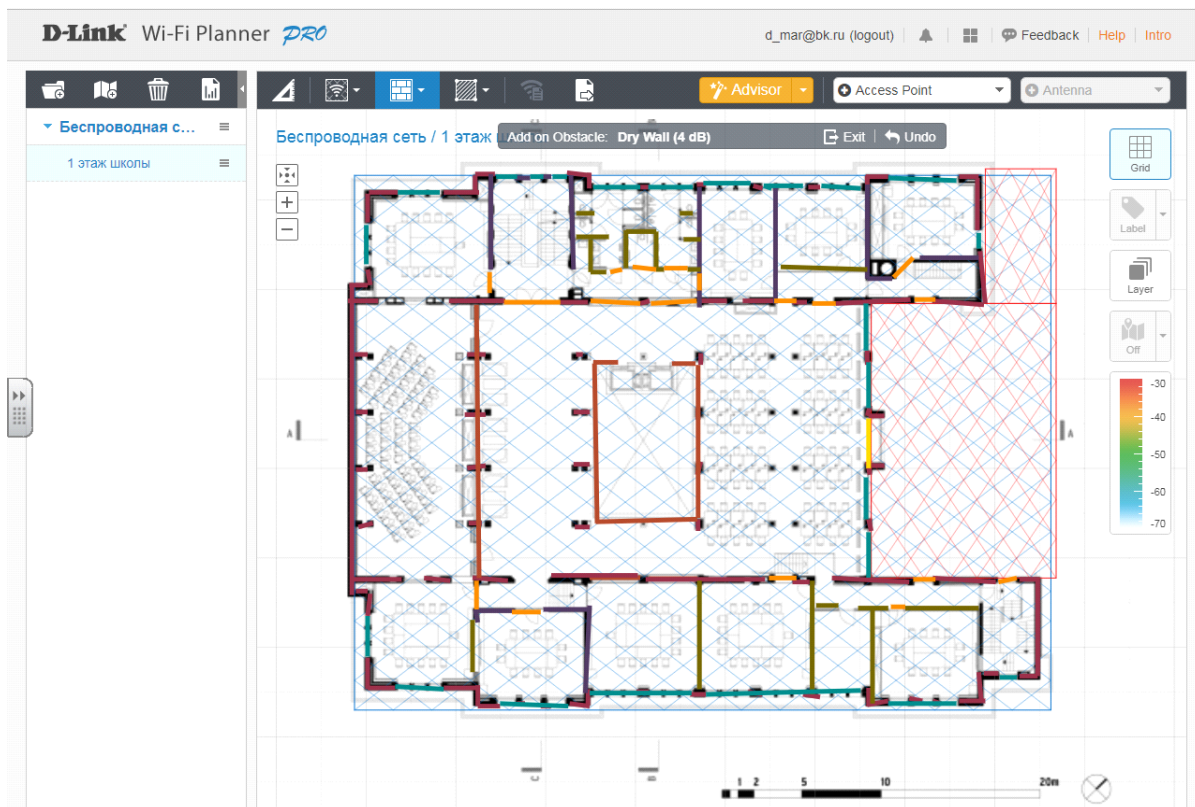 D-Link Wi-Fi Planner PRO
d_mar@bk.ru (logout) Feedback Help Intro
Advisor Access Point Antenna
Беспроводная с...
1 этаж школы
Беспроводная сеть / 1 этаж ш
Add on Obstacle: Dry Wall (4 dB) Exit Undo
Grid
Label
Layer
Off
-30
-40
-50
-60
-70
A A
C B
1 2 5 10 20m